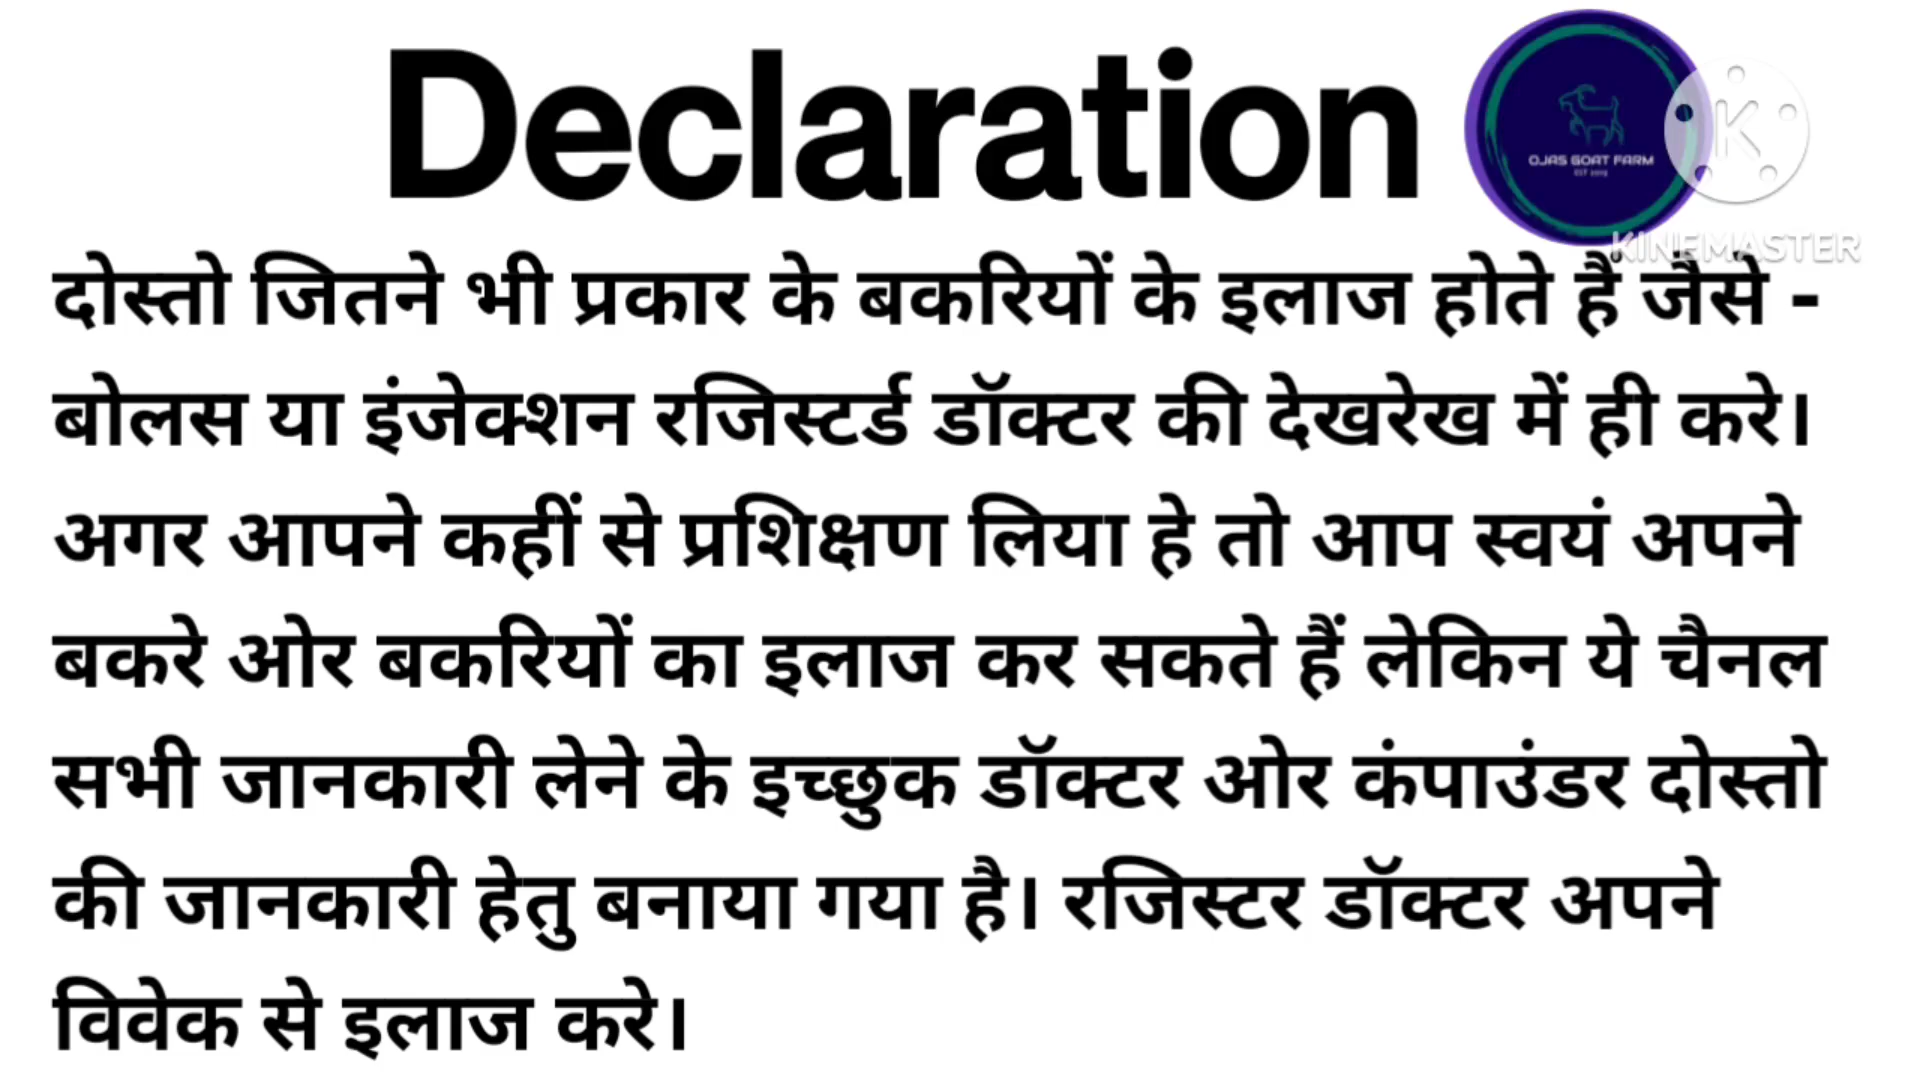 Declaration
OJAS GOAT FARM
K
KINEMASTER
दोस्तो जितने भी प्रकार के बकरियों के इलाज होते हैं जैसे -
बोलस या इंजेक्शन रजिस्टर्ड डॉक्टर की देखरेख में ही करे।
अगर आपने कहीं से प्रशिक्षण लिया हे तो आप स्वयं अपने
बकरे ओर बकरियों का इलाज कर सकते हैं लेकिन ये चैनल
सभी जानकारी लेने के इच्छुक डॉक्टर ओर कंपाउंडर दोस्तो
की जानकारी हेतु बनाया गया है। रजिस्टर डॉक्टर अपने
विवेक से इलाज करे।